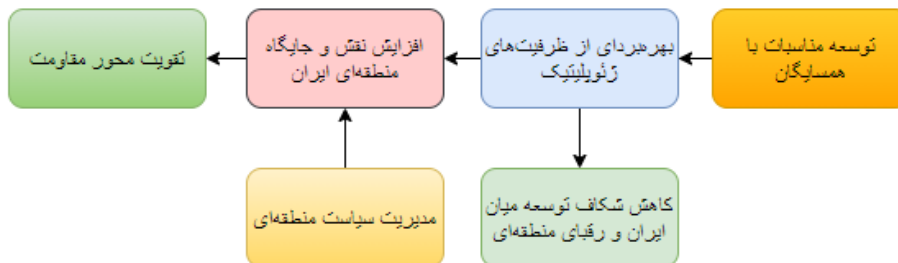 توسعه مناسبات با
همسایگان
بهره‌بردای از ظرفیت‌های
ژئوپلیتیک
افزایش نقش و جایگاه
منطقه‌ای ایران
تقویت محور مقاومت
کاهش شکاف توسعه میان
ایران و رقبای منطقه‌ای
مدیریت سیاست منطقه‌ای